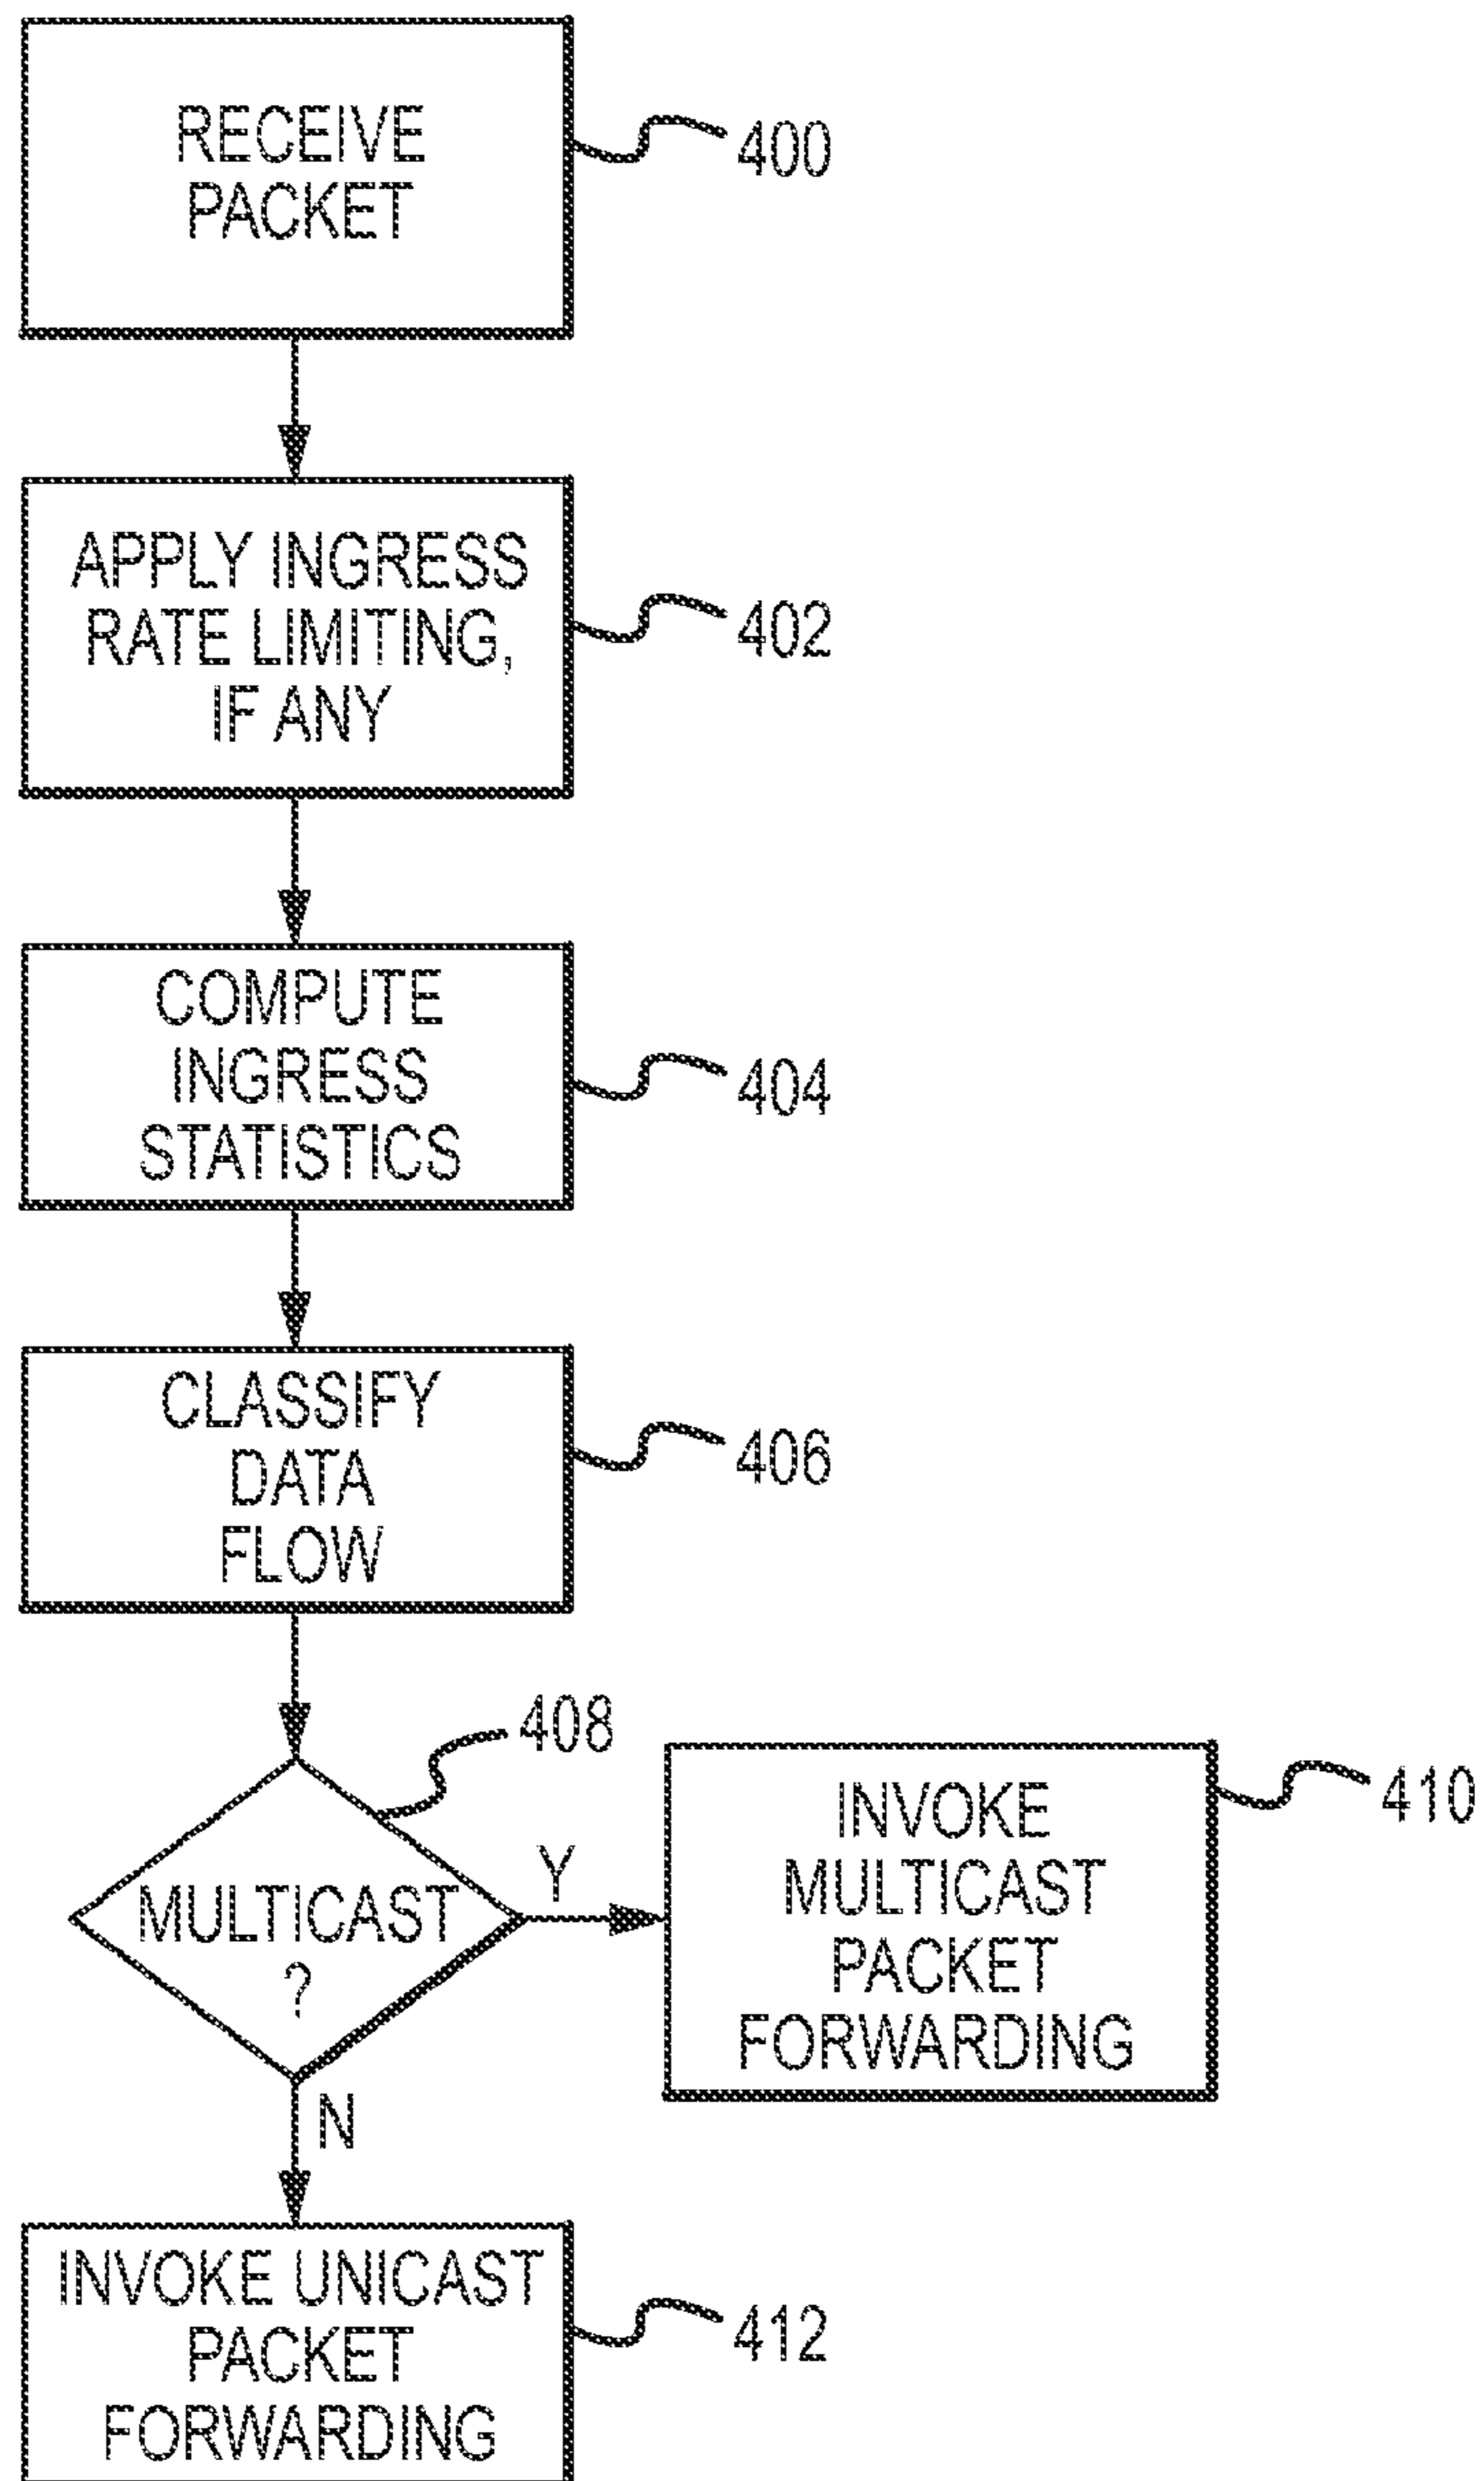 RECEIVE
PACKET
400
APPLY INGRESS
RATE LIMITING,
IF ANY
402
COMPUTE
INGRESS
STATISTICS
404
CLASSIFY
DATA
FLOW
406
408
MULTICAST
?
Y
INVOKE
MULTICAST
PACKET
FORWARDING
410
N
INVOKE UNICAST
PACKET
FORWARDING
412